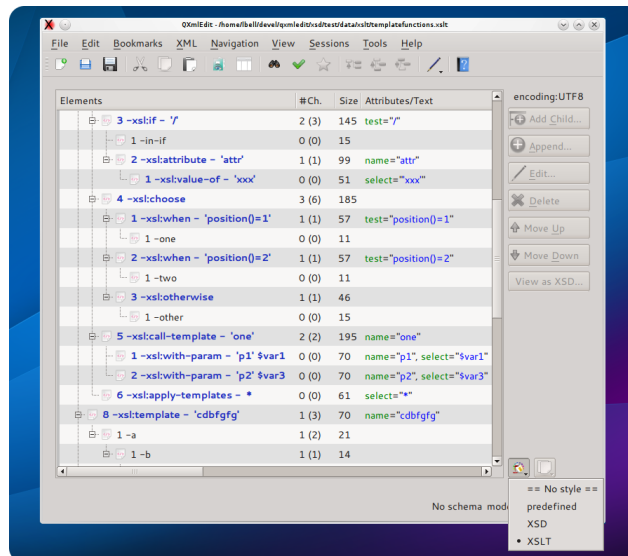 QXmlEdit - /home/lbell/devel/qxmledit/xsd/test/data/xslt/templatefunctions.xslt
File Edit Bookmarks XML Navigation View Sessions Tools Help
Elements #Ch. Size Attributes/Text
encoding:UTF8
3 ~xsl:if - '/' 2 (3) 145 test="/"
Add Child...
1 ~in-if 0 (0) 15
Append...
2 ~xsl:attribute - 'attr' 1 (1) 99 name="attr"
1 ~xsl:value-of - 'xxx' 0 (0) 51 select="'xxx'"
Edit...
4 ~xsl:choose 3 (6) 185
Delete
1 ~xsl:when - 'position()=1' 1 (1) 57 test="position()=1"
Move Up
1 ~one 0 (0) 11
2 ~xsl:when - 'position()=2' 1 (1) 57 test="position()=2"
Move Down
1 ~two 0 (0) 11
View as XSD...
3 ~xsl:otherwise 1 (1) 46
1 ~other 0 (0) 15
5 ~xsl:call-template - 'one' 2 (2) 195 name="one"
1 ~xsl:with-param - 'p1' $var1 0 (0) 70 name="p1", select="$var1"
2 ~xsl:with-param - 'p2' $var3 0 (0) 70 name="p2", select="$var3"
6 ~xsl:apply-templates - * 0 (0) 61 select="*"
8 ~xsl:template - 'cdbfgfg' 1 (3) 70 name="cdbfgfg"
1 ~a 1 (2) 21
1 ~b 1 (1) 14
No schema mod
== No style ==
predefined
XSD
• XSLT